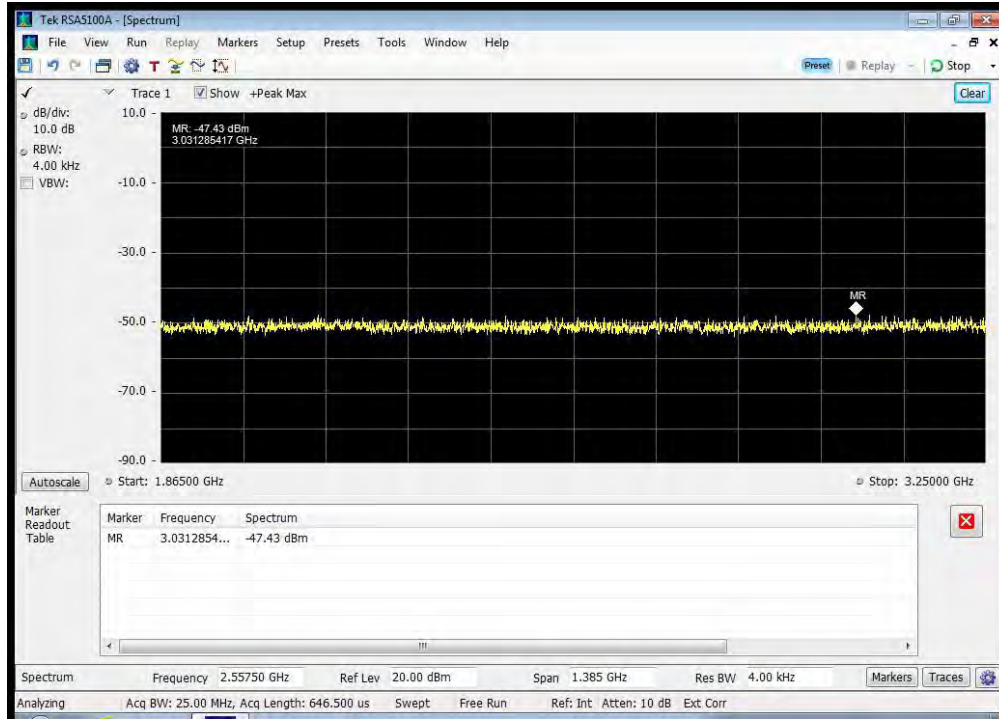 Tek RSA5100A - [Spectrum]
File View Run Replay Markers Setup Presets Tools Window Help
T
Preset Replay Stop
Trace 1 Show +Peak Max Clear
dB/div:
10.0 dB
RBW:
4.00 kHz
VBW:
10.0 -
-10.0 -
-30.0 -
-50.0 -
-70.0 -
-90.0 -
MR: -47.43 dBm
3.031285417 GHz
MR
Autoscale Start: 1.86500 GHz Stop: 3.25000 GHz
Marker
Readout
Table
Marker Frequency Spectrum
MR 3.0312854... -47.43 dBm
Spectrum Frequency 2.55750 GHz Ref Lev 20.00 dBm Span 1.385 GHz Res BW 4.00 kHz Markers Traces
Analyzing Acq BW: 25.00 MHz, Acq Length: 646.500 us Swept Free Run Ref: Int Atten: 10 dB Ext Corr